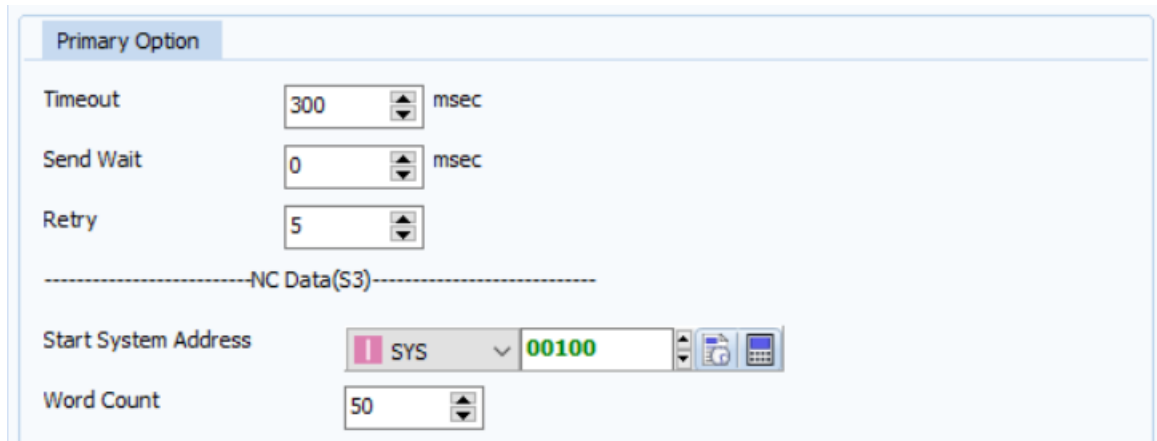 Primary Option
Timeout 300 msec
Send Wait 0 msec
Retry 5
--------------------------NC Data(S3)----------------------------
Start System Address I SYS 00100
Word Count 50